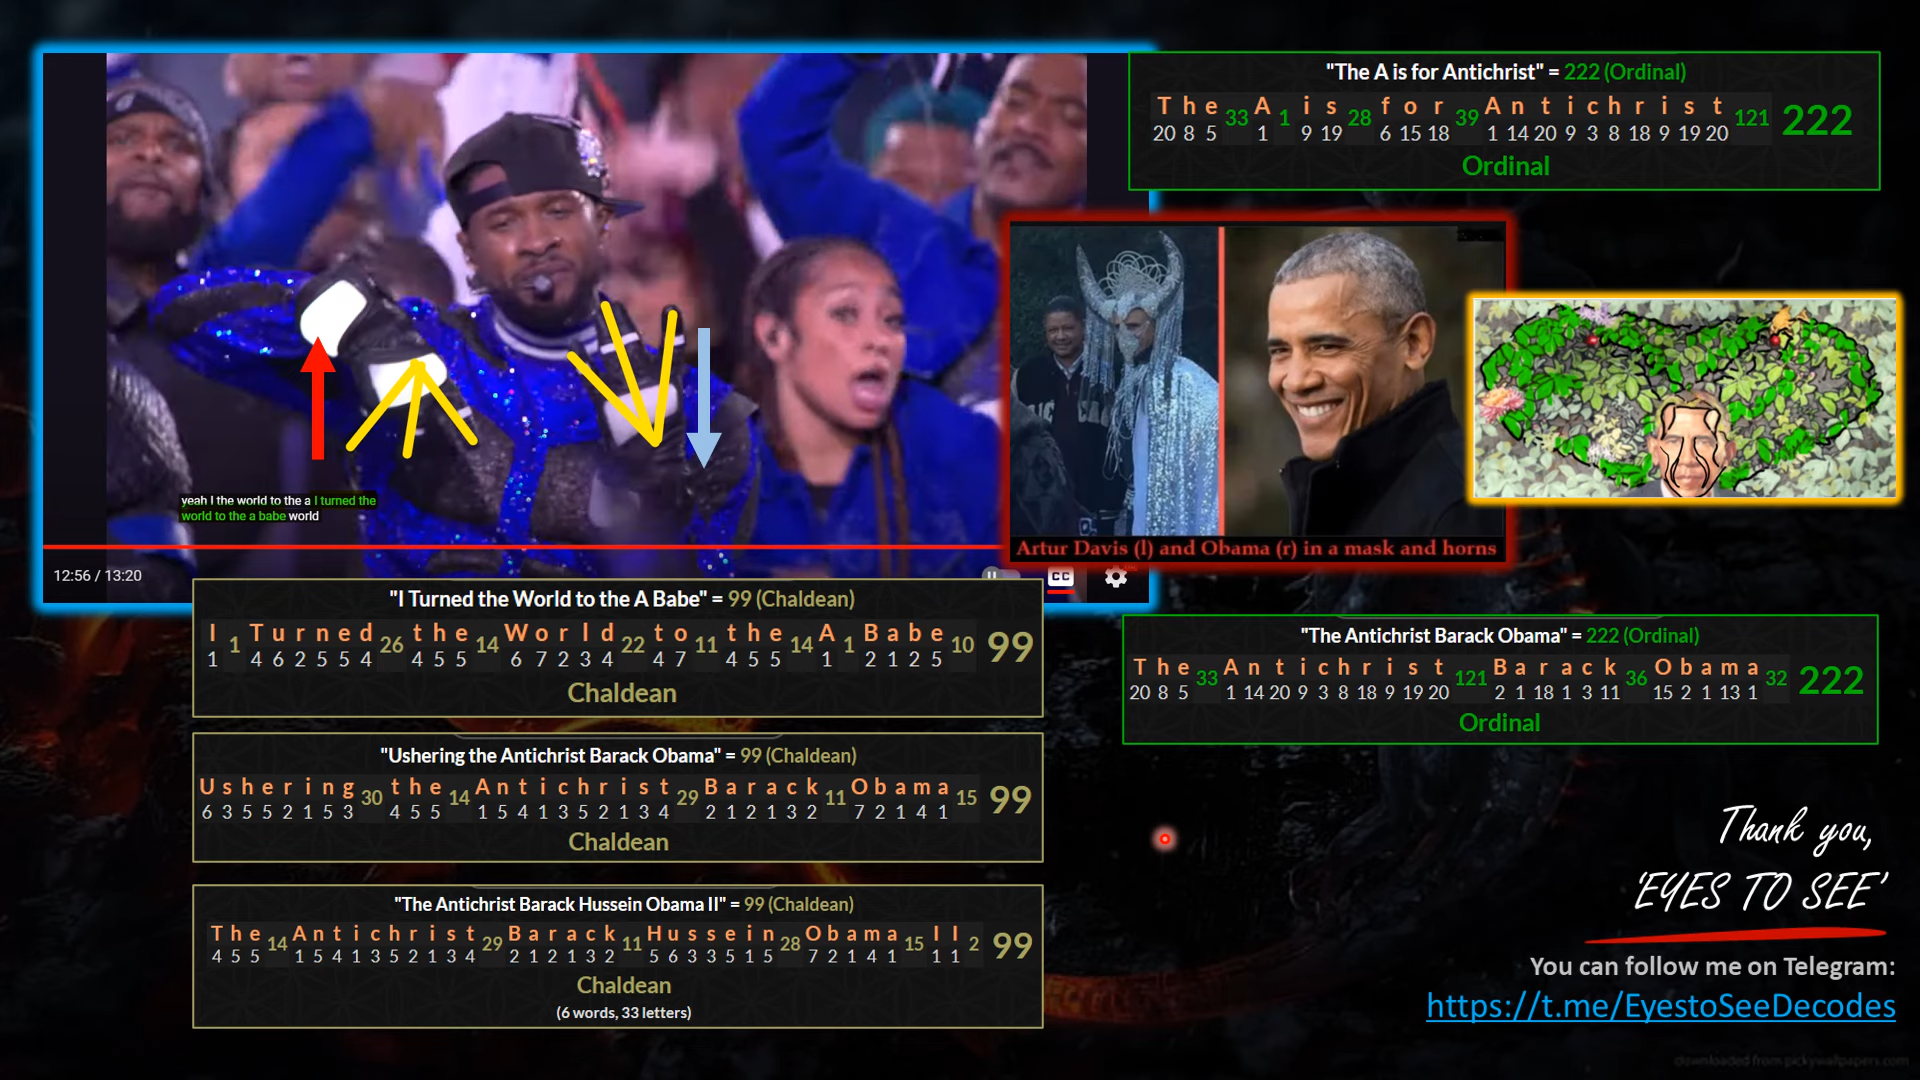 "The A is for Antichrist" = 222 (Ordinal)
T h e 33 A 1 i s 28 f o r 39 A n t i c h r i s t 121 222
20 8 5 1 9 19 6 15 18 1 14 20 9 3 8 18 9 19 20
Ordinal
yeah I the world to the a I turned the
world to the a babe world
12:56 / 13:20
CC
Artur Davis (l) and Obama (r) in a mask and horns
"I Turned the World to the A Babe" = 99 (Chaldean)
I 1 T u r n e d 26 t h e 14 W o r l d 22 t o 11 t h e 14 A 1 B a b e 10 99
1 4 6 2 5 5 4 4 5 5 6 7 2 3 4 4 7 4 5 5 1 2 1 2 5
Chaldean
"The Antichrist Barack Obama" = 222 (Ordinal)
T h e 33 A n t i c h r i s t 121 B a r a c k 36 O b a m a 32 222
20 8 5 1 14 20 9 3 8 18 9 19 20 2 1 18 1 3 11 15 2 1 13 1
Ordinal
"Ushering the Antichrist Barack Obama" = 99 (Chaldean)
U s h e r i n g 30 t h e 14 A n t i c h r i s t 29 B a r a c k 11 O b a m a 15 99
6 3 5 5 2 1 5 3 4 5 5 1 5 4 1 3 5 2 1 3 4 2 1 2 1 3 2 7 2 1 4 1
Chaldean
"The Antichrist Barack Hussein Obama II" = 99 (Chaldean)
T h e 14 A n t i c h r i s t 29 B a r a c k 11 H u s s e i n 28 O b a m a 15 I I 2 99
4 5 5 1 5 4 1 3 5 2 1 3 4 2 1 2 1 3 2 5 6 3 3 5 1 5 7 2 1 4 1 1 1
Chaldean
(6 words, 33 letters)
Thank you,
'EYES TO SEE'
You can follow me on Telegram:
https://t.me/EyestoSeeDecodes
downloaded from pickywallpapers.com